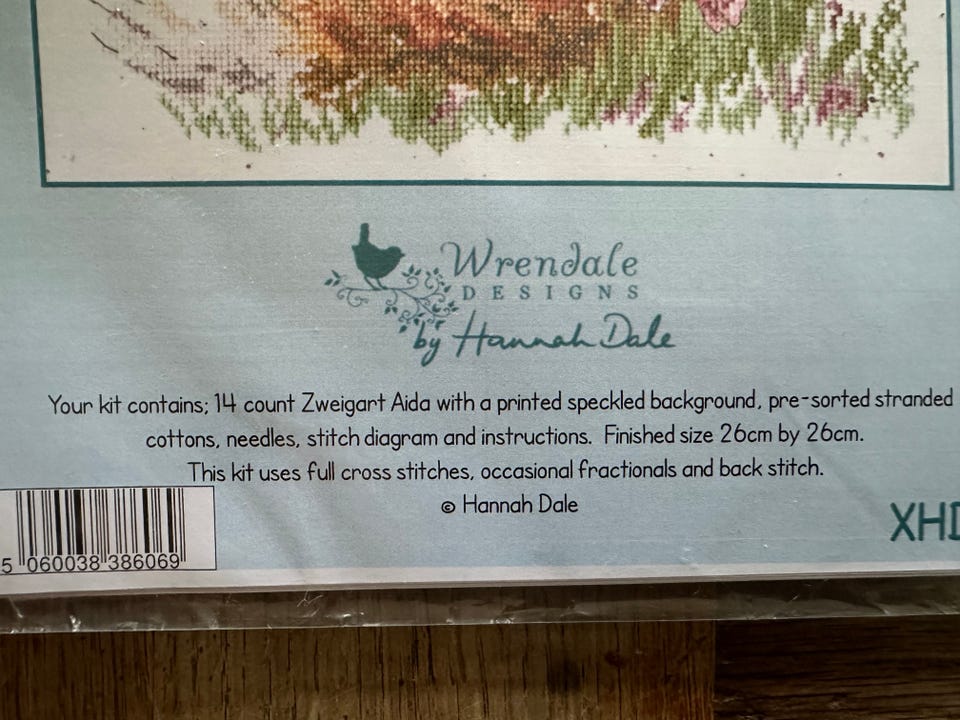 Wrendale
DESIGNS
by Hannah Dale
Your kit contains; 14 count Zweigart Aida with a printed speckled background, pre-sorted stranded
cottons, needles, stitch diagram and instructions. Finished size 26cm by 26cm.
This kit uses full cross stitches, occasional fractionals and back stitch.
© Hannah Dale
XHD
5 060038 386069